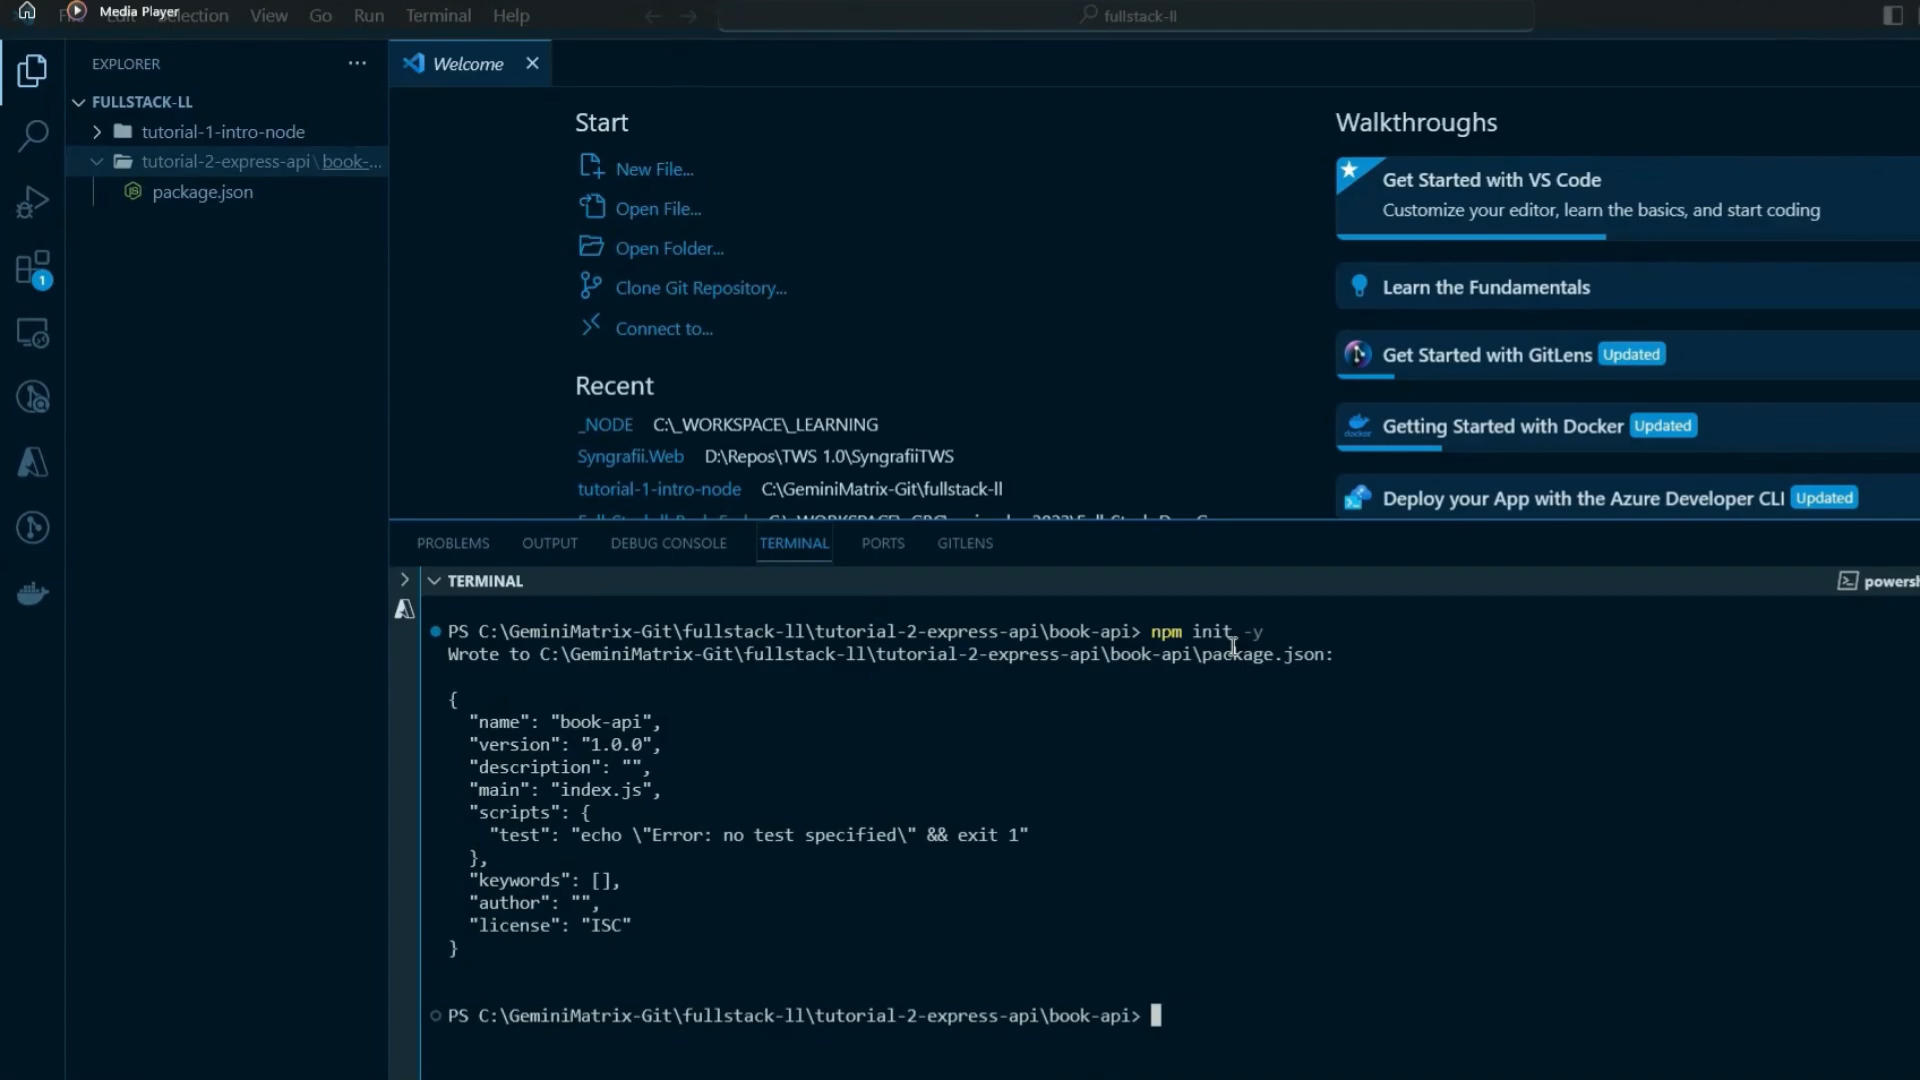 Media Player
Selection View Go Run Terminal Help
fullstack-ll
EXPLORER
Welcome
FULLSTACK-LL
tutorial-1-intro-node
tutorial-2-express-api\book-...
package.json
Start
New File...
Open File...
Open Folder...
Clone Git Repository...
Connect to...
Recent
_NODE C:\_WORKSPACE\_LEARNING
Syngrafii.Web D:\Repos\TWS 1.0\SyngrafiiTWS
tutorial-1-intro-node C:\GeminiMatrix-Git\fullstack-ll
Walkthroughs
Get Started with VS Code
Customize your editor, learn the basics, and start coding
Learn the Fundamentals
Get Started with GitLens Updated
Getting Started with Docker Updated
Deploy your App with the Azure Developer CLI Updated
1
PROBLEMS OUTPUT DEBUG CONSOLE TERMINAL PORTS GITLENS
TERMINAL
powersh
PS C:\GeminiMatrix-Git\fullstack-ll\tutorial-2-express-api\book-api> npm init -y
Wrote to C:\GeminiMatrix-Git\fullstack-ll\tutorial-2-express-api\book-api\package.json:
{
"name": "book-api",
"version": "1.0.0",
"description": "",
"main": "index.js",
"scripts": {
"test": "echo \"Error: no test specified\" && exit 1"
},
"keywords": [],
"author": "",
"license": "ISC"
}
PS C:\GeminiMatrix-Git\fullstack-ll\tutorial-2-express-api\book-api>